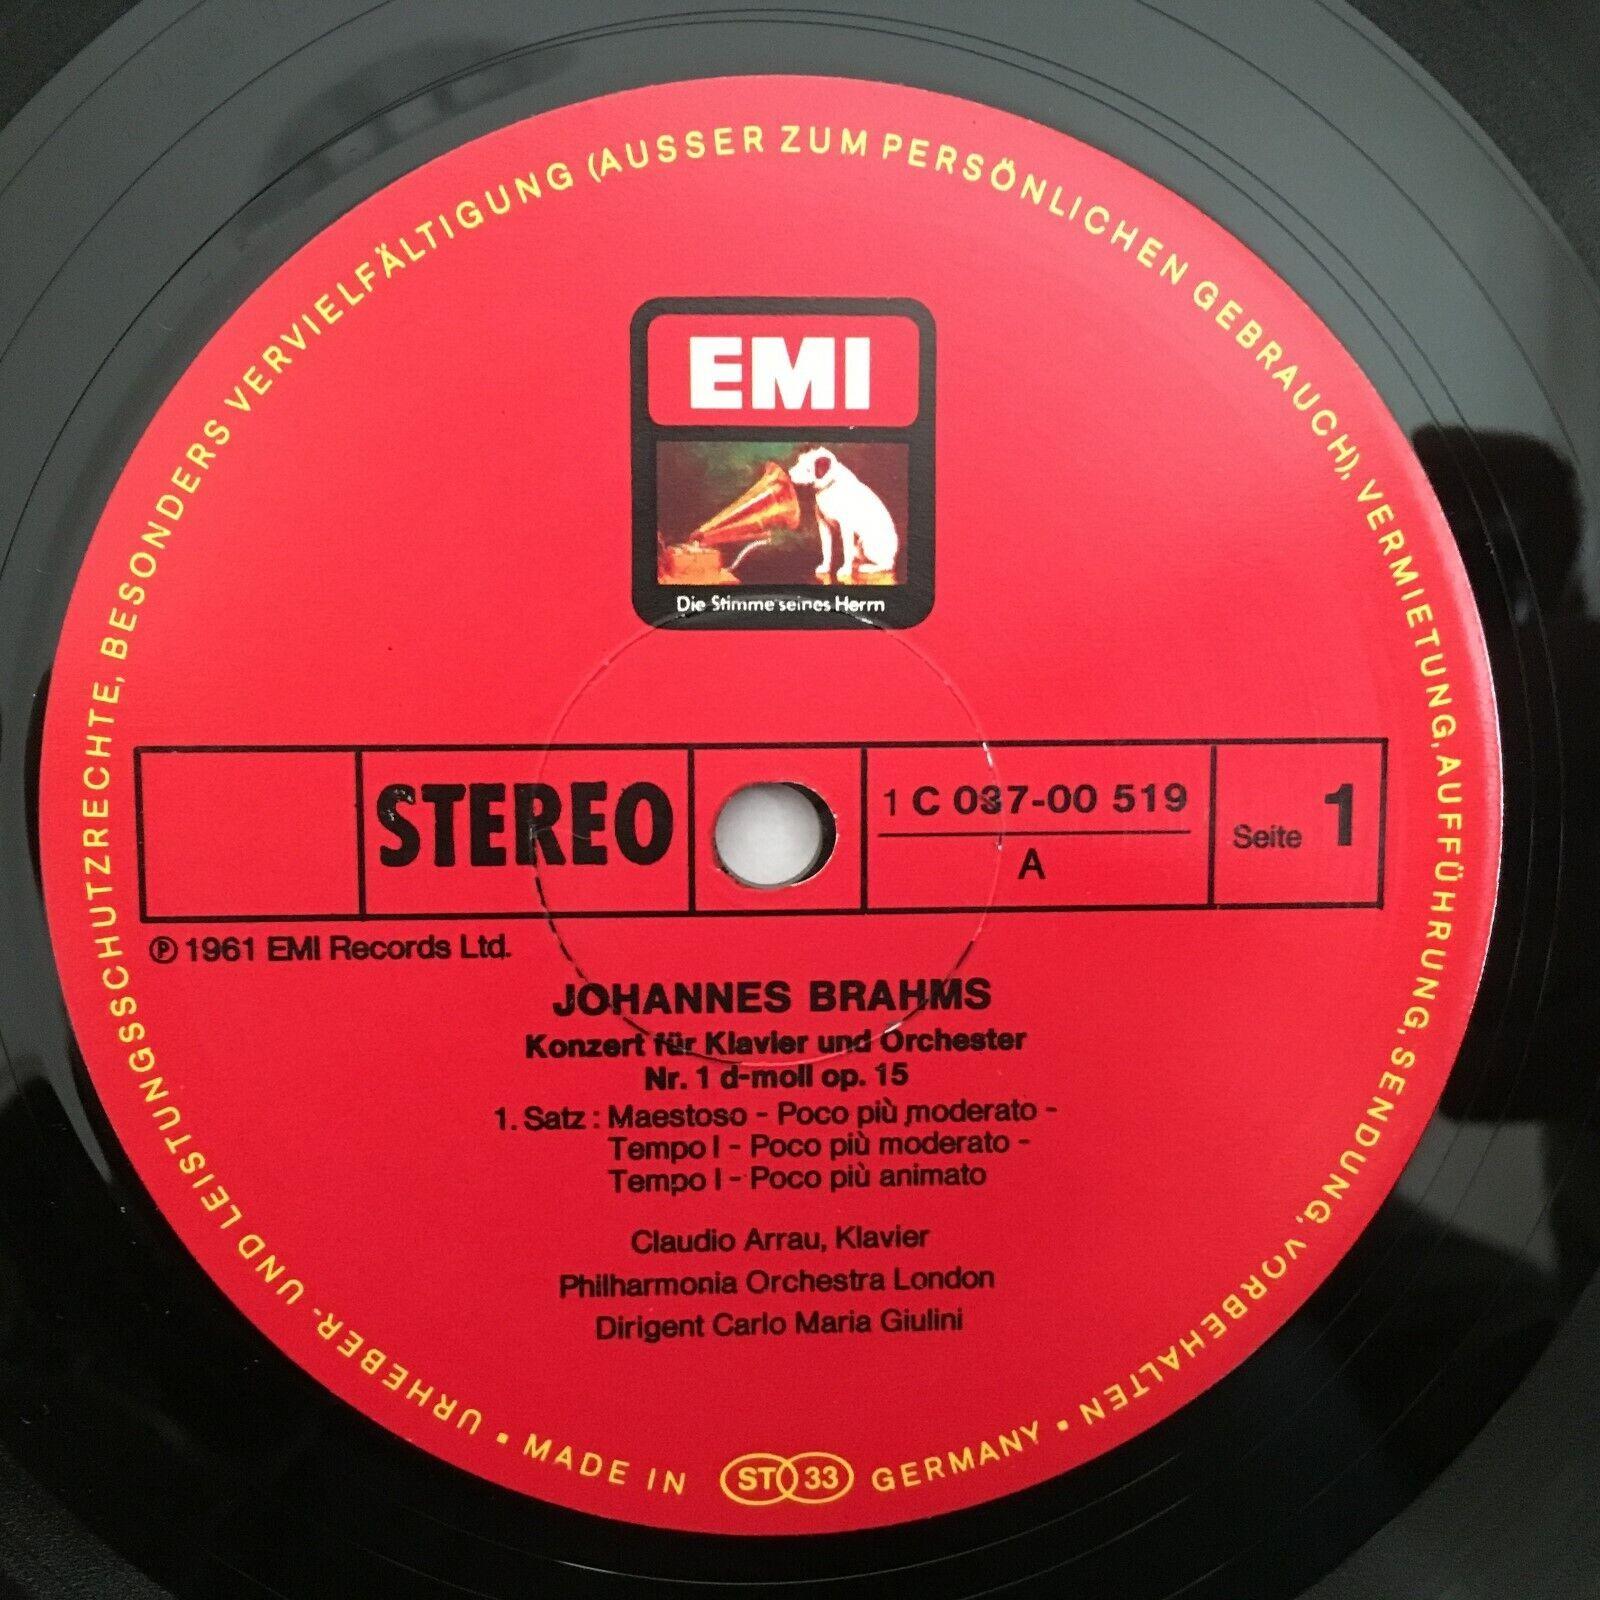 URHEBER- UND LEISTUNGSSCHUTZRECHTE, BESONDERS VERVIELFÄLTIGUNG (AUSSER ZUM PERSÖNLICHEN GEBRAUCH), VERMIETUNG, AUFFÜHRUNG, SENDUNG, VORBEHALTEN •
EMI
Die Stimme seines Herrn
STEREO
1 C 037-00 519
A
Seite 1
℗ 1961 EMI Records Ltd.
JOHANNES BRAHMS
Konzert für Klavier und Orchester
Nr. 1 d-moll op. 15
1. Satz : Maestoso - Poco più moderato -
Tempo I - Poco più moderato -
Tempo I - Poco più animato
Claudio Arrau, Klavier
Philharmonia Orchestra London
Dirigent Carlo Maria Giulini
• MADE IN ST 33 GERMANY